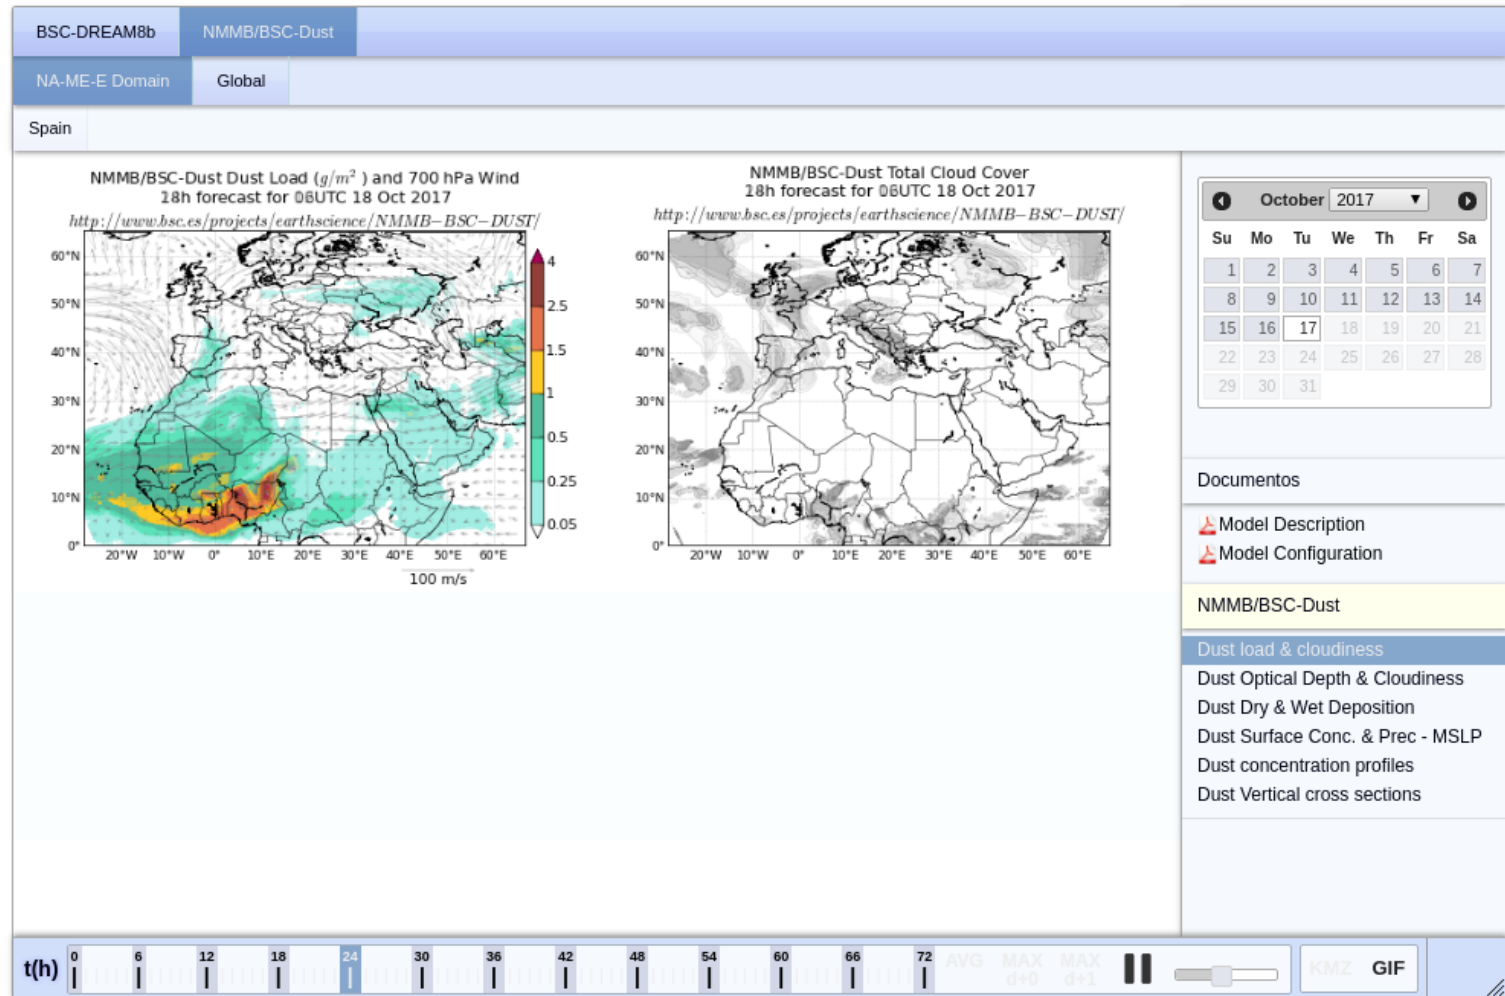 BSC-DREAM8b NMMB/BSC-Dust
NA-ME-E Domain Global
Spain
NMMB/BSC-Dust Dust Load (g/m² ) and 700 hPa Wind
18h forecast for 06UTC 18 Oct 2017
http://www.bsc.es/projects/earthscience/NMMB−BSC−DUST/
60°N
50°N
40°N
30°N
20°N
10°N
0°
20°W 10°W 0° 10°E 20°E 30°E 40°E 50°E 60°E
100 m/s
4
2.5
1.5
1
0.5
0.25
0.05
NMMB/BSC-Dust Total Cloud Cover
18h forecast for 06UTC 18 Oct 2017
http://www.bsc.es/projects/earthscience/NMMB−BSC−DUST/
60°N
50°N
40°N
30°N
20°N
10°N
0°
20°W 10°W 0° 10°E 20°E 30°E 40°E 50°E 60°E
October 2017
Su Mo Tu We Th Fr Sa
1 2 3 4 5 6 7
8 9 10 11 12 13 14
15 16 17 18 19 20 21
22 23 24 25 26 27 28
29 30 31
Documentos
Model Description
Model Configuration
NMMB/BSC-Dust
Dust load & cloudiness
Dust Optical Depth & Cloudiness
Dust Dry & Wet Deposition
Dust Surface Conc. & Prec - MSLP
Dust concentration profiles
Dust Vertical cross sections
t(h) 0 6 12 18 24 30 36 42 48 54 60 66 72 AVG MAX d+0 MAX d+1 KMZ GIF